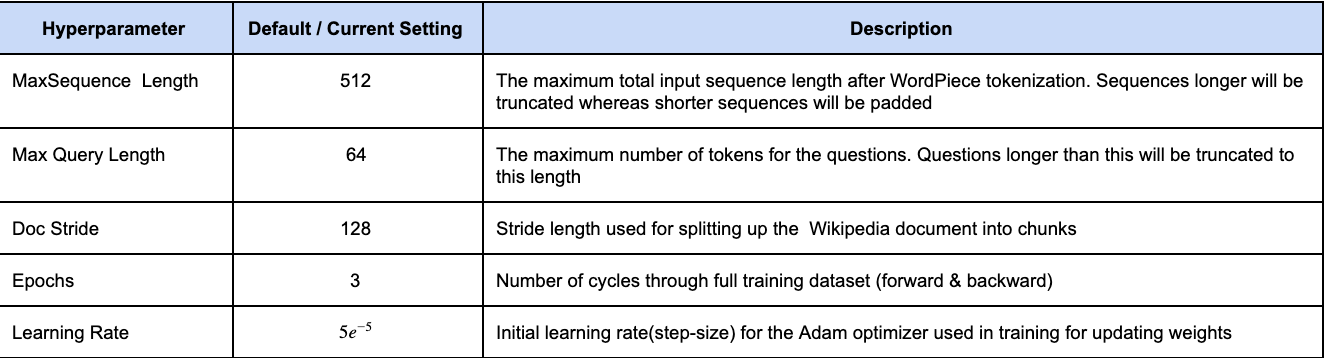 Hyperparameter Default / Current Setting Description
MaxSequence  Length 512 The maximum total input sequence length after WordPiece tokenization. Sequences longer will be
truncated whereas shorter sequences will be padded
Max Query Length 64 The maximum number of tokens for the questions. Questions longer than this will be truncated to
this length
Doc Stride 128 Stride length used for splitting up the  Wikipedia document into chunks
Epochs 3 Number of cycles through full training dataset (forward & backward)
Learning Rate 5e⁻⁵ Initial learning rate(step-size) for the Adam optimizer used in training for updating weights